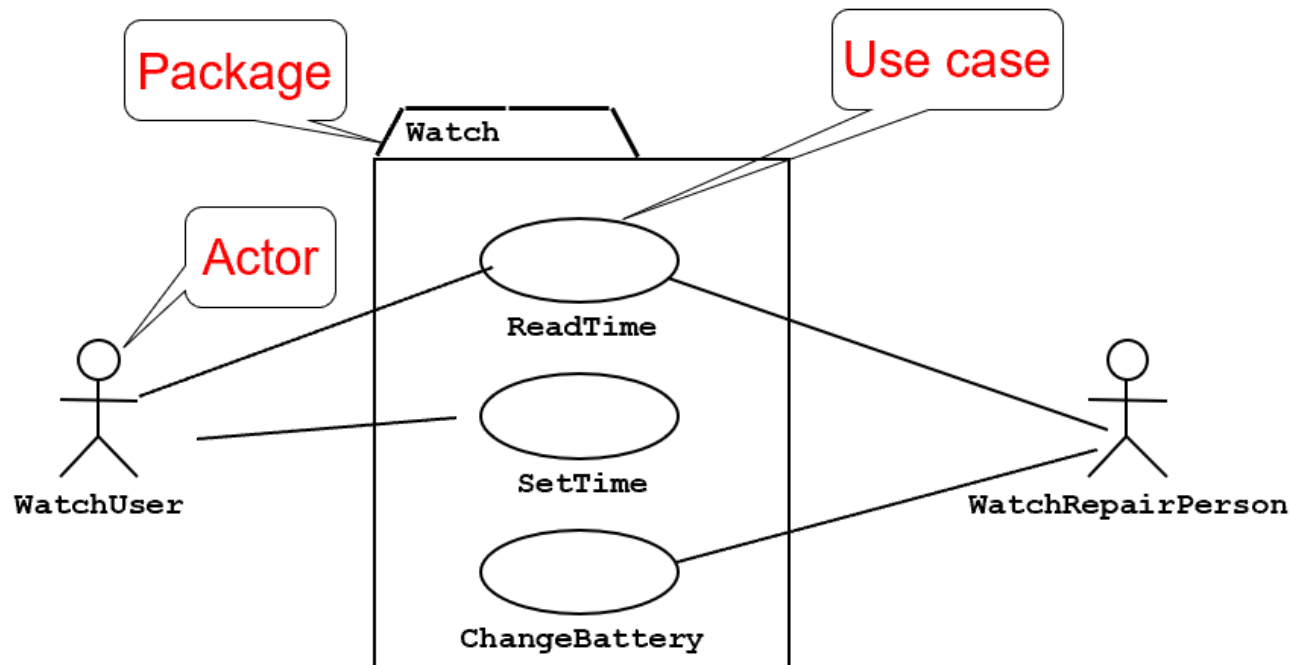 Package
Use case
Watch
Actor
ReadTime
SetTime
WatchUser
WatchRepairPerson
ChangeBattery